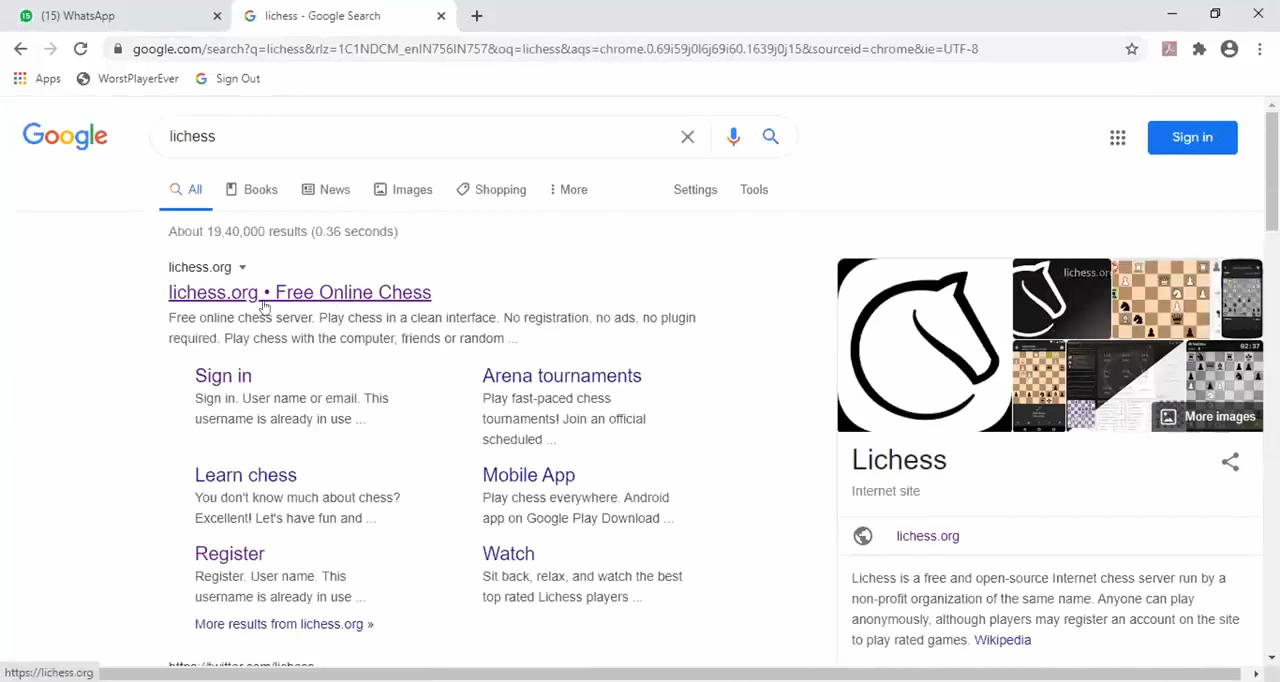 (15) WhatsApp
lichess - Google Search
google.com/search?q=lichess&rlz=1C1NDCM_enIN756IN757&oq=lichess&aqs=chrome.0.69i59j0l6j69i60.1639j0j15&sourceid=chrome&ie=UTF-8
Apps WorstPlayerEver Sign Out
Google
lichess
Sign in
All Books News Images Shopping More Settings Tools
About 19,40,000 results (0.36 seconds)
lichess.org
lichess.org • Free Online Chess
Free online chess server. Play chess in a clean interface. No registration, no ads, no plugin
required. Play chess with the computer, friends or random ...
Sign in
Sign in. User name or email. This
username is already in use ...
Arena tournaments
Play fast-paced chess
tournaments! Join an official
scheduled ...
Learn chess
You don't know much about chess?
Excellent! Let's have fun and ...
Mobile App
Play chess everywhere. Android
app on Google Play Download ...
Register
Register. User name. This
username is already in use ...
Watch
Sit back, relax, and watch the best
top rated Lichess players ...
More results from lichess.org »
https://twitter.com/lichess
lichess.org
02:37
More images
Lichess
Internet site
lichess.org
Lichess is a free and open-source Internet chess server run by a
non-profit organization of the same name. Anyone can play
anonymously, although players may register an account on the site
to play rated games. Wikipedia
https://lichess.org